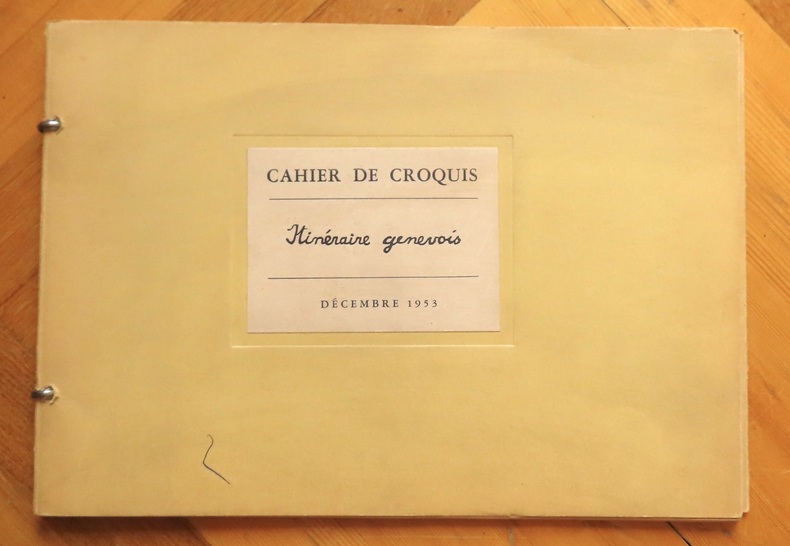 CAHIER DE CROQUIS
Itinéraire genevois
DÉCEMBRE 1953